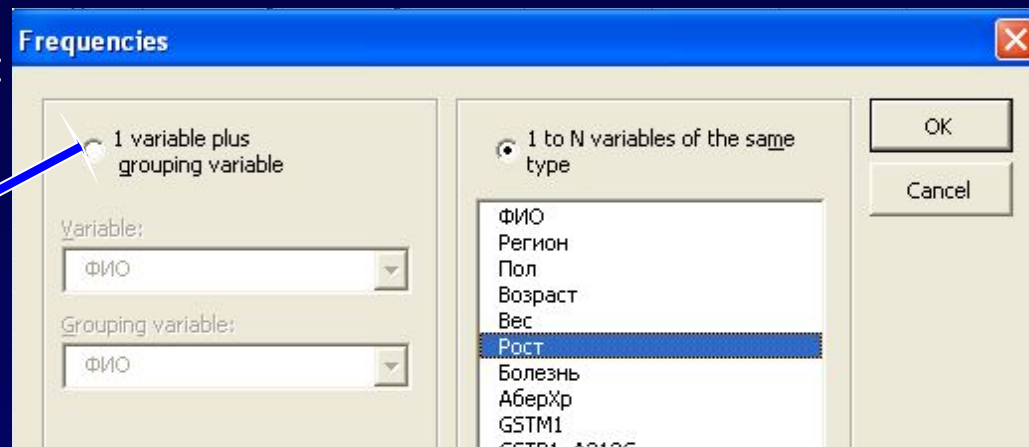 Frequencies
1 variable plus
grouping variable
Variable:
ФИО
Grouping variable:
ФИО
1 to N variables of the same
type
ФИО
Регион
Пол
Возраст
Вес
Рост
Болезнь
АберХр
GSTM1
OK
Cancel